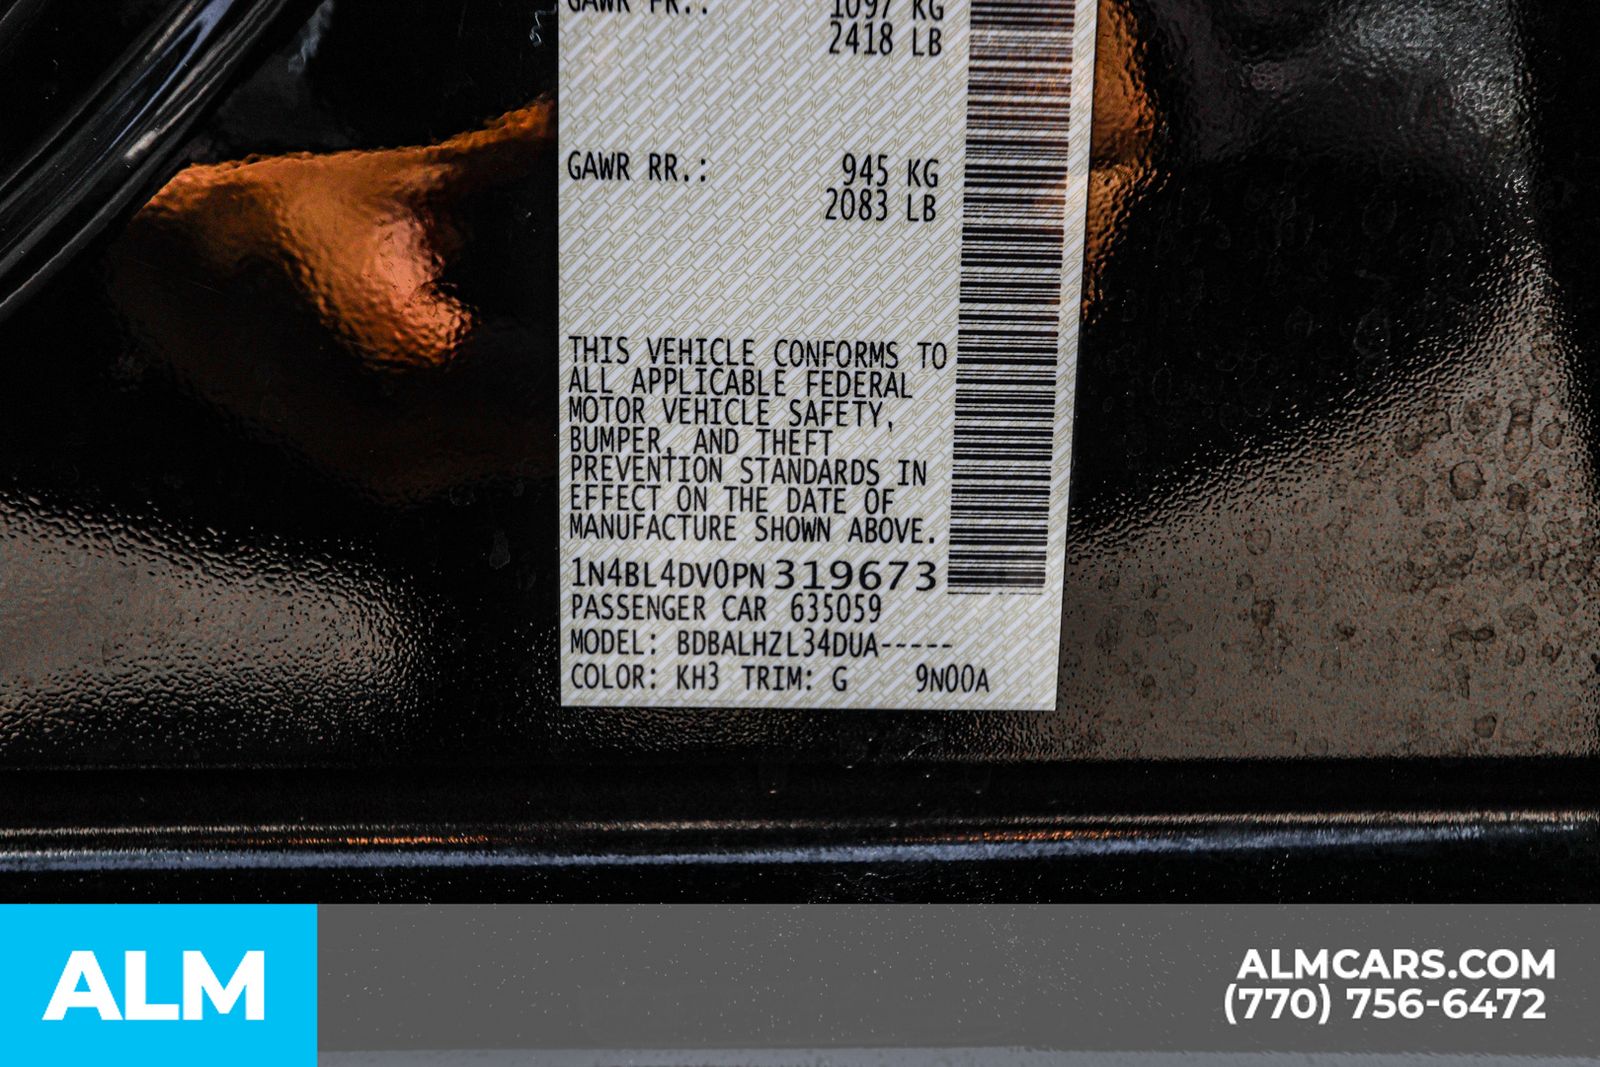 GAWR FR.: 1097 KG
2418 LB
GAWR RR.: 945 KG
2083 LB
THIS VEHICLE CONFORMS TO
ALL APPLICABLE FEDERAL
MOTOR VEHICLE SAFETY,
BUMPER, AND THEFT
PREVENTION STANDARDS IN
EFFECT ON THE DATE OF
MANUFACTURE SHOWN ABOVE.
1N4BL4DV0PN319673
PASSENGER CAR 635059
MODEL: BDBALHZL34DUA-----
COLOR: KH3 TRIM: G 9N00A
ALM
ALMCARS.COM
(770) 756-6472